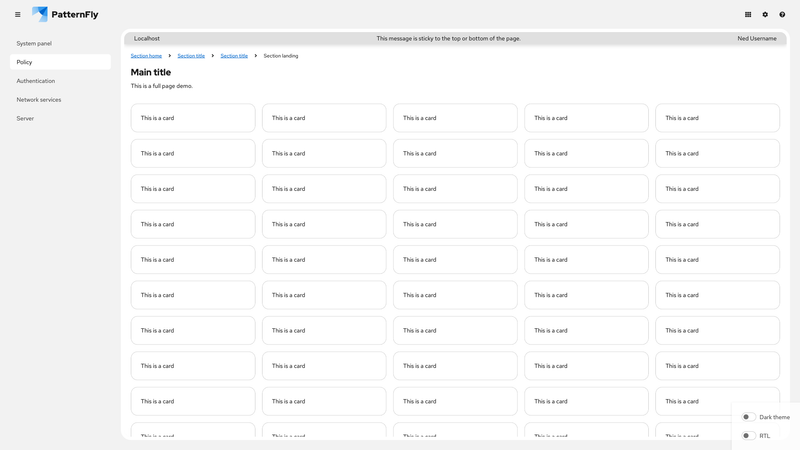 PatternFly
System panel
Policy
Authentication
Network services
Server
Localhost This message is sticky to the top or bottom of the page. Ned Username
Section home Section title Section title Section landing
Main title
This is a full page demo.
This is a card This is a card This is a card This is a card This is a card
This is a card This is a card This is a card This is a card This is a card
This is a card This is a card This is a card This is a card This is a card
This is a card This is a card This is a card This is a card This is a card
This is a card This is a card This is a card This is a card This is a card
This is a card This is a card This is a card This is a card This is a card
This is a card This is a card This is a card This is a card This is a card
This is a card This is a card This is a card This is a card This is a card
This is a card This is a card This is a card This is a card This is a card
This is a card This is a card This is a card This is a card This is a card
Dark theme
RTL